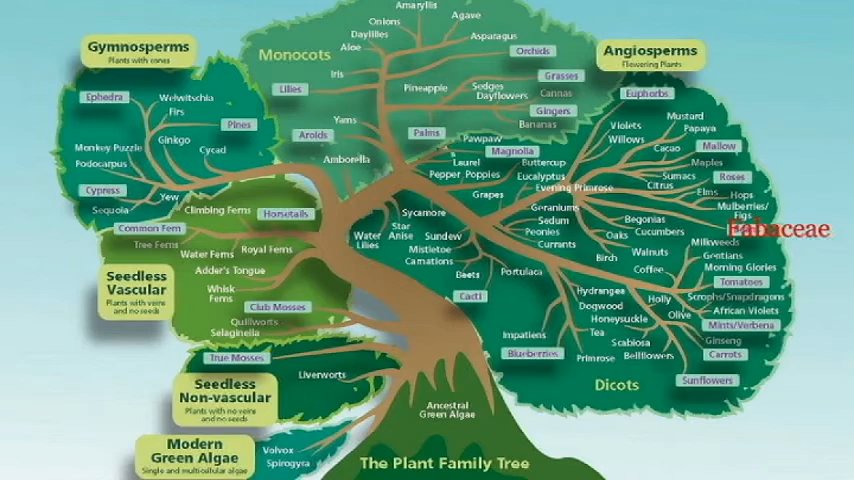 Gymnosperms
Plants with cones
Ephedra
Welwitschia
Firs
Pines
Monkey Puzzle
Ginkgo
Cycad
Podocarpus
Cypress
Yew
Sequoia
Monocots
Amaryllis
Onions
Agave
Daylilies
Aloe
Asparagus
Orchids
Iris
Grasses
Lilies
Pineapple
Sedges
Cannas
Dayflowers
Gingers
Yams
Bananas
Aroids
Palms
Amborella
Angiosperms
Flowering Plants
Euphorbs
Pawpaw
Magnolia
Laurel
Buttercup
Pepper
Poppies
Eucalyptus
Grapes
Evening Primrose
Violets
Willows
Mustard
Papaya
Cacao
Mallow
Maples
Sumacs
Citrus
Roses
Elms
Hops
Mulberries/
Figs
Fabaceae
Geraniums
Sedum
Peonies
Currants
Begonias
Oaks
Cucumbers
Birch
Walnuts
Sycamore
Star
Anise
Water
Lilies
Sundew
Mistletoe
Carnations
Beets
Cacti
Portulaca
Milkweeds
Gentians
Coffee
Morning Glories
Tomatoes
Hydrangea
Holly
Scrophs/Snapdragons
Dogwood
Olive
African Violets
Honeysuckle
Mints/Verbena
Tea
Impatiens
Scabiosa
Ginseng
Blueberries
Primrose
Bellflowers
Carrots
Sunflowers
Dicots
Climbing Ferns
Horsetails
Common Fern
Tree Ferns
Water Ferns
Royal Ferns
Adder's Tongue
Whisk
Ferns
Seedless
Vascular
Plants with veins
and no seeds
Club Mosses
Quillworts
Selaginella
True Mosses
Liverworts
Seedless
Non-vascular
Plants with no veins
and no seeds
Modern
Green Algae
Single and multicellular algae
Volvox
Spirogyra
Ancestral
Green Algae
The Plant Family Tree